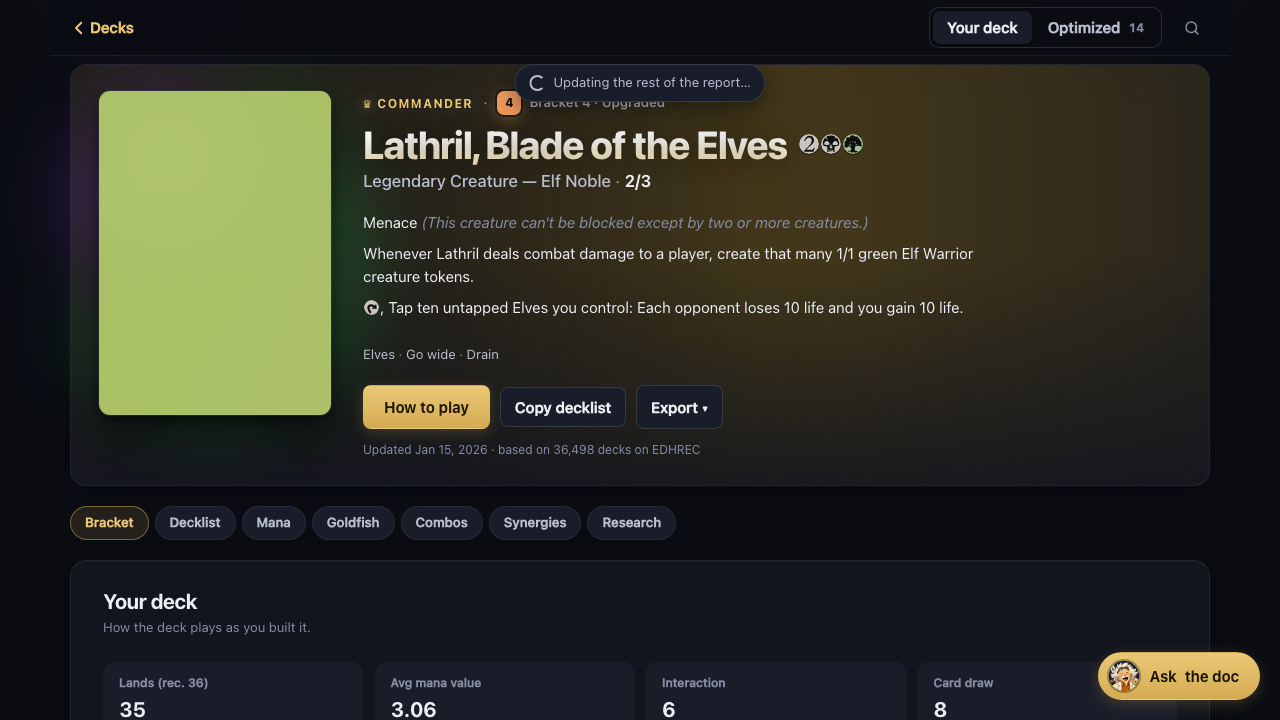 Decks
Your deck
Optimized 14
Updating the rest of the report...
COMMANDER · 4 Bracket 4 · Upgraded
Lathril, Blade of the Elves 2
Legendary Creature — Elf Noble · 2/3
Menace (This creature can't be blocked except by two or more creatures.)
Whenever Lathril deals combat damage to a player, create that many 1/1 green Elf Warrior
creature tokens.
, Tap ten untapped Elves you control: Each opponent loses 10 life and you gain 10 life.
Elves · Go wide · Drain
How to play
Copy decklist
Export ▾
Updated Jan 15, 2026 · based on 36,498 decks on EDHREC
Bracket
Decklist
Mana
Goldfish
Combos
Synergies
Research
Your deck
How the deck plays as you built it.
Lands (rec. 36)
35
Avg mana value
3.06
Interaction
6
Card draw
8
Ask the doc